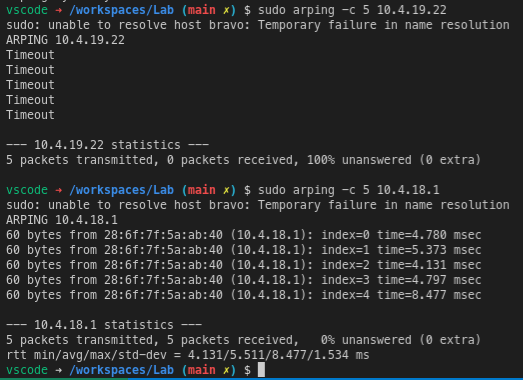 vscode → /workspaces/Lab (main ✗) $ sudo arping -c 5 10.4.19.22
sudo: unable to resolve host bravo: Temporary failure in name resolution
ARPING 10.4.19.22
Timeout
Timeout
Timeout
Timeout
Timeout
--- 10.4.19.22 statistics ---
5 packets transmitted, 0 packets received, 100% unanswered (0 extra)
vscode → /workspaces/Lab (main ✗) $ sudo arping -c 5 10.4.18.1
sudo: unable to resolve host bravo: Temporary failure in name resolution
ARPING 10.4.18.1
60 bytes from 28:6f:7f:5a:ab:40 (10.4.18.1): index=0 time=4.780 msec
60 bytes from 28:6f:7f:5a:ab:40 (10.4.18.1): index=1 time=5.373 msec
60 bytes from 28:6f:7f:5a:ab:40 (10.4.18.1): index=2 time=4.131 msec
60 bytes from 28:6f:7f:5a:ab:40 (10.4.18.1): index=3 time=4.797 msec
60 bytes from 28:6f:7f:5a:ab:40 (10.4.18.1): index=4 time=8.477 msec
--- 10.4.18.1 statistics ---
5 packets transmitted, 5 packets received,   0% unanswered (0 extra)
rtt min/avg/max/std-dev = 4.131/5.511/8.477/1.534 ms
vscode → /workspaces/Lab (main ✗) $